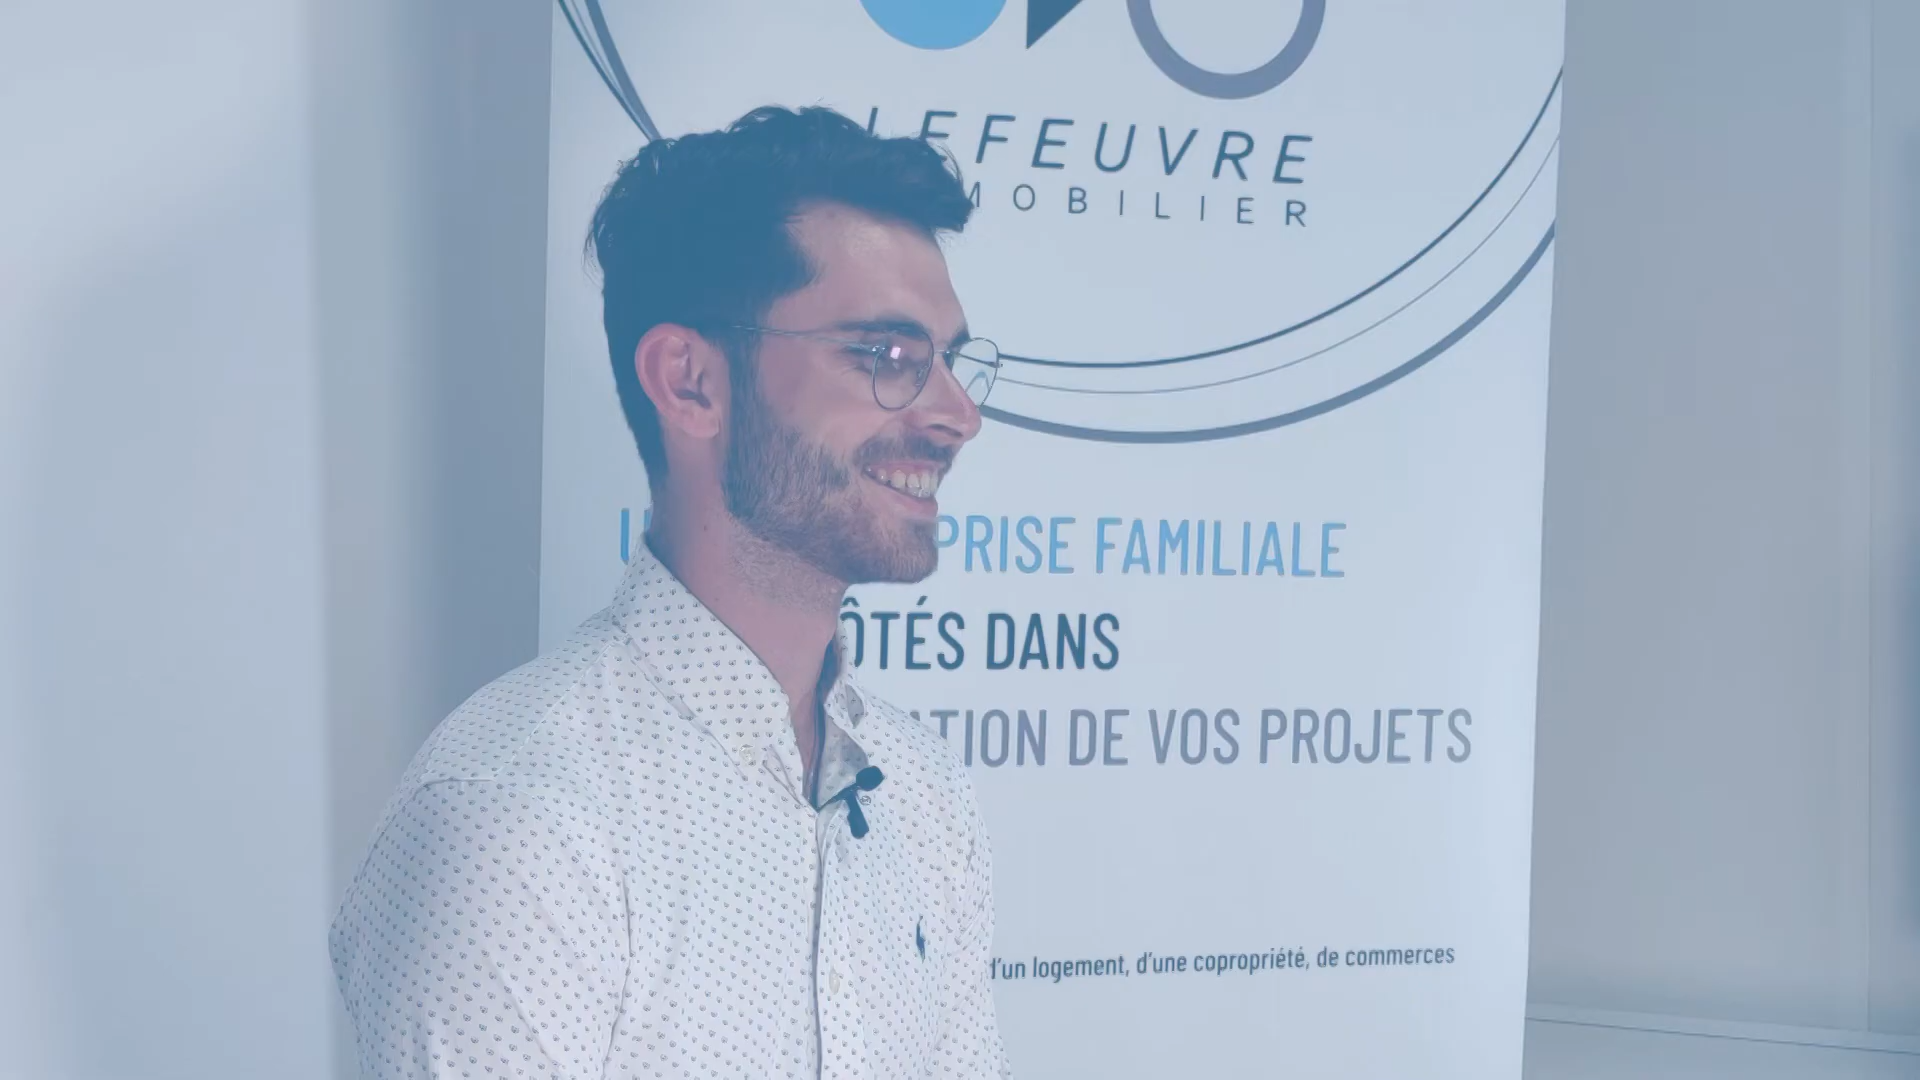 LEFEUVRE
MOBILIER
U PRISE FAMILIALE
ÔTÉS DANS
ATION DE VOS PROJETS
d'un logement, d'une copropriété, de commerces